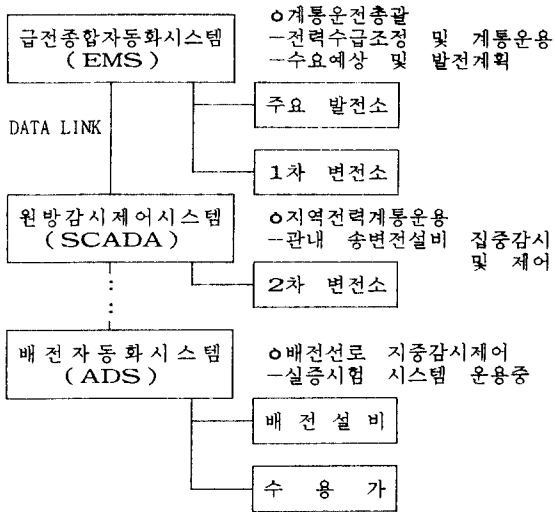 급전종합자동화시스템
( EMS )
o계통운전총괄
-전력수급조정 및 계통운용
-수요예상 및 발전계획
주요 발전소
DATA LINK
1차 변전소
원방감시제어시스템
(SCADA)
o지역전력계통운용
-관내 송변전설비 집중감시
및 제어
2차 변전소
배전자동화시스템
( ADS )
o배전선로 지중감시제어
-실증시험 시스템 운용중
배 전 설 비
수 용 가